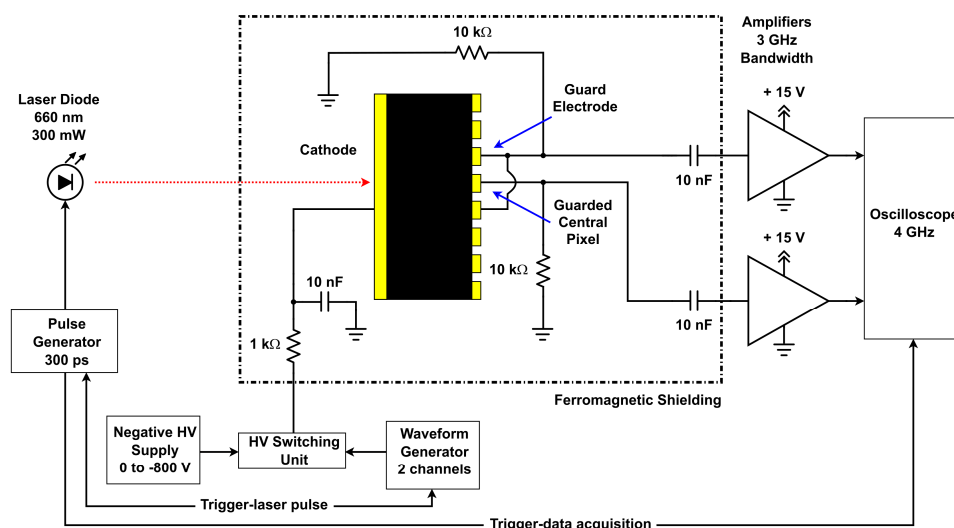 10 kΩ
Amplifiers
3 GHz
Bandwidth
Laser Diode
660 nm
300 mW
Guard
Electrode
+ 15 V
Cathode
10 nF
Guarded
Central
Pixel
Oscilloscope
4 GHz
+ 15 V
10 nF
10 kΩ
10 nF
Pulse
Generator
300 ps
1 kΩ
Ferromagnetic Shielding
Negative HV
Supply
0 to -800 V
HV Switching
Unit
Waveform
Generator
2 channels
Trigger-laser pulse
Trigger-data acquisition